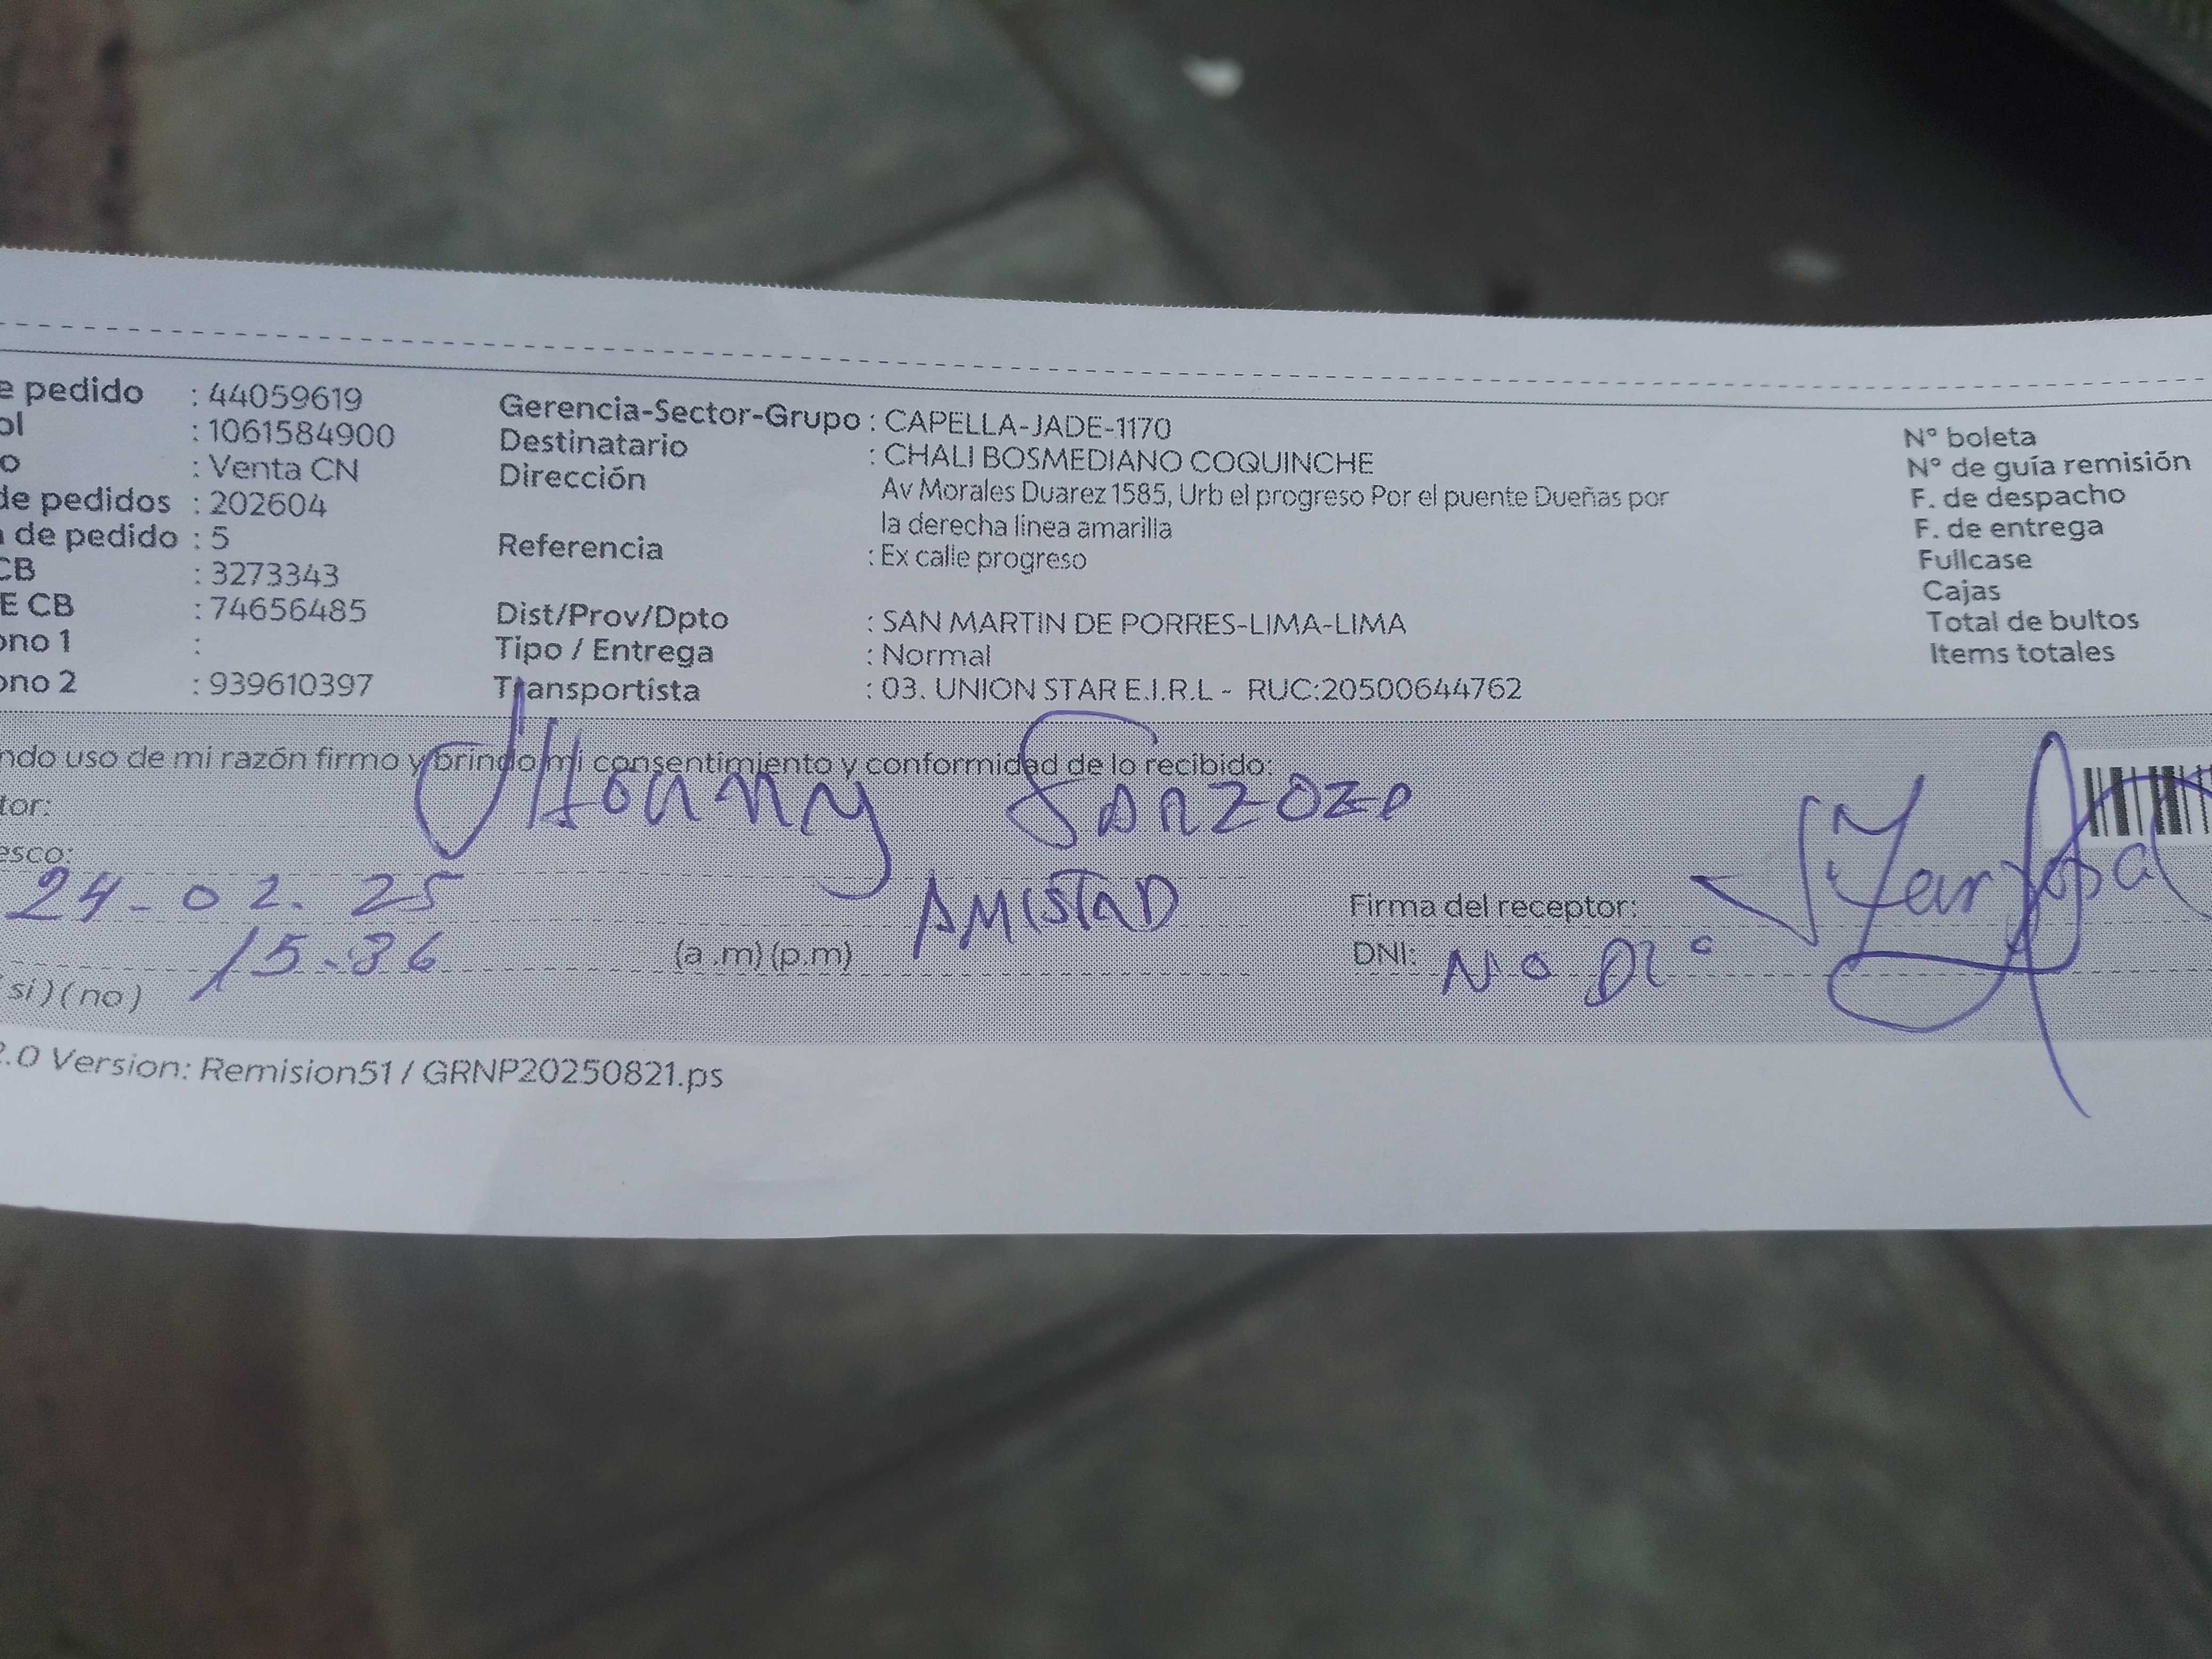 e pedido : 44059619
ol : 1061584900
o : Venta CN
de pedidos : 202604
de pedido : 5
CB : 3273343
E CB : 74656485
ono 1 :
ono 2 : 939610397
Gerencia-Sector-Grupo : CAPELLA-JADE-1170
Destinatario : CHALI BOSMEDIANO COQUINCHE
Dirección Av Morales Duarez 1585, Urb el progreso Por el puente Dueñas por
la derecha linea amarilla
Referencia : Ex calle progreso
Dist/Prov/Dpto : SAN MARTIN DE PORRES-LIMA-LIMA
Tipo / Entrega : Normal
Transportista : 03. UNION STAR E.I.R.L - RUC:20500644762
N° boleta
N° de guía remisión
F. de despacho
F. de entrega
Fullcase
Cajas
Total de bultos
Items totales
ndo uso de mi razón firmo y brindo mi consentimiento y conformidad de lo recibido:
tor: 
esco: AMISTAD
24-02.25
15.36 (a .m) (p.m)
si ) ( no )
Firma del receptor:
DNI: NO
2.0 Version: Remision51 / GRNP20250821.ps